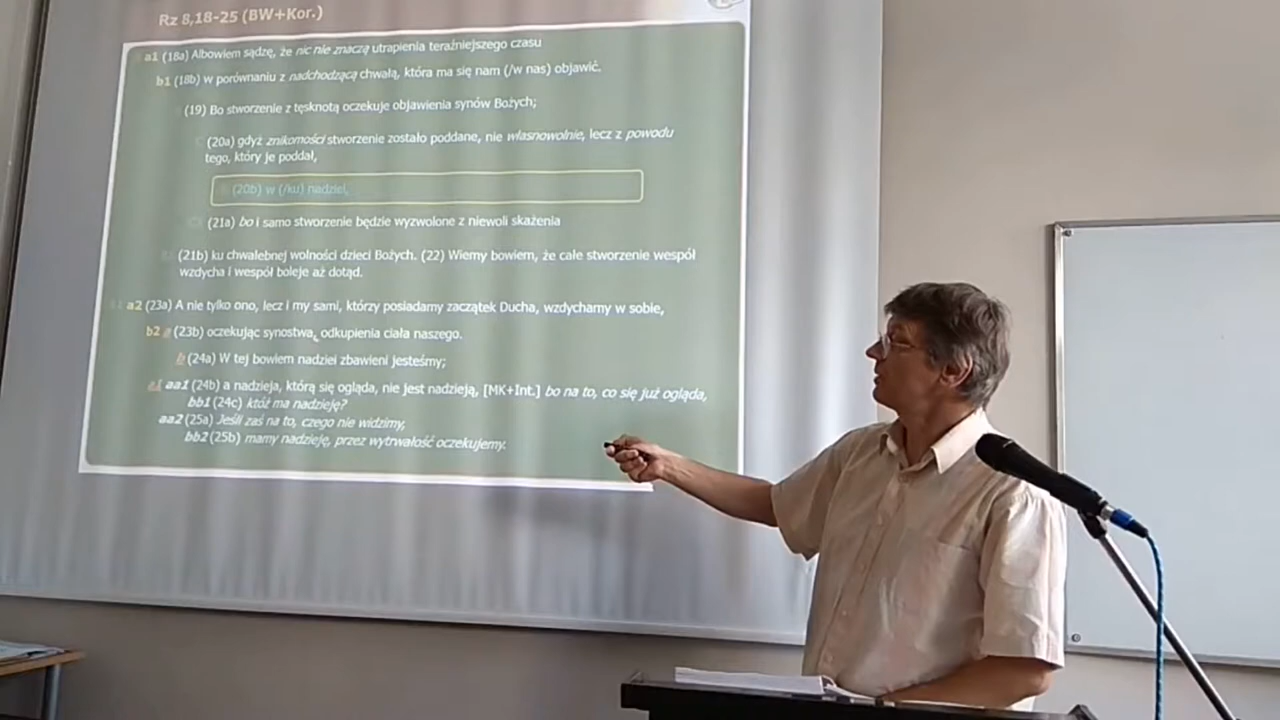 Rz 8,18-25 (BW+Kor.)
a1 (18a) Albowiem sądzę, że nic nie znaczą utrapienia teraźniejszego czasu
b1 (18b) w porównaniu z nadchodzącą chwałą, która ma się nam (/w nas) objawić.
(19) Bo stworzenie z tęsknotą oczekuje objawienia synów Bożych;
(20a) gdyż znikomości stworzenie zostało poddane, nie własnowolnie, lecz z powodu
tego, który je poddał,
(20b) w (/ku) nadziei,
(21a) bo i samo stworzenie będzie wyzwolone z niewoli skażenia
(21b) ku chwalebnej wolności dzieci Bożych. (22) Wiemy bowiem, że całe stworzenie wespół
wzdycha i wespół boleje aż dotąd.
a2 (23a) A nie tylko ono, lecz i my sami, którzy posiadamy zaczątek Ducha, wzdychamy w sobie,
b2 a (23b) oczekując synostwa, odkupienia ciała naszego.
b (24a) W tej bowiem nadziei zbawieni jesteśmy;
aa1 (24b) a nadzieja, którą się ogląda, nie jest nadzieją, [MK+Int.] bo na to, co się już ogląda,
bb1 (24c) któż ma nadzieję?
aa2 (25a) Jeśli zaś na to, czego nie widzimy,
bb2 (25b) mamy nadzieję, przez wytrwałość oczekujemy.